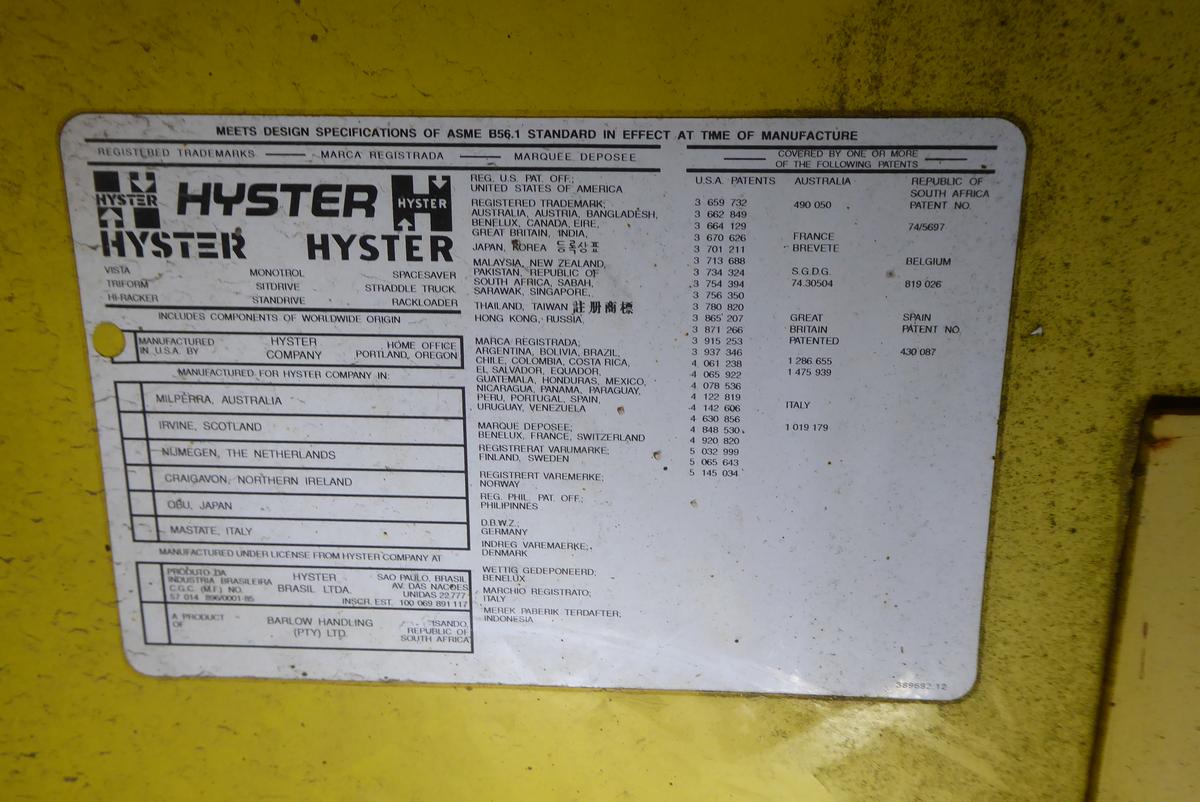 MEETS DESIGN SPECIFICATIONS OF ASME B56.1 STANDARD IN EFFECT AT TIME OF MANUFACTURE
REGISTERED TRADEMARKS — MARCA REGISTRADA — MARQUEE DEPOSEE
HYSTER HYSTER HYSTER
HYSTER HYSTER
VISTA MONOTROL SPACESAVER
TRIFORM SITDRIVE STRADDLE TRUCK
HI-RACKER STANDRIVE RACKLOADER
INCLUDES COMPONENTS OF WORLDWIDE ORIGIN
MANUFACTURED IN U.S.A. BY
HYSTER COMPANY
HOME OFFICE
PORTLAND, OREGON
MANUFACTURED FOR HYSTER COMPANY IN:
MILPERRA, AUSTRALIA
IRVINE, SCOTLAND
NIJMEGEN, THE NETHERLANDS
CRAIGAVON, NORTHERN IRELAND
OBU, JAPAN
MASTATE, ITALY
MANUFACTURED UNDER LICENSE FROM HYSTER COMPANY AT
PRODUTO DA
INDUSTRIA BRASILEIRA
C.G.C. (M.F.) NO.
57 014 896/0001-85
HYSTER
BRASIL LTDA.
SAO PAULO, BRASIL
AV. DAS NACOES
UNIDAS 22.777
INSCR. EST. 100 069 891 117
A PRODUCT
OF
BARLOW HANDLING
(PTY) LTD.
ISANDO,
REPUBLIC OF
SOUTH AFRICA
REG. U.S. PAT. OFF.;
UNITED STATES OF AMERICA
REGISTERED TRADEMARK;
AUSTRALIA, AUSTRIA, BANGLADESH,
BENELUX, CANADA, EIRE,
GREAT BRITAIN, INDIA,
JAPAN, KOREA 등록상표
MALAYSIA, NEW ZEALAND,
PAKISTAN, REPUBLIC OF
SOUTH AFRICA, SABAH,
SARAWAK, SINGAPORE,
THAILAND, TAIWAN 註册商標
HONG KONG, RUSSIA
MARCA REGISTRADA;
ARGENTINA, BOLIVIA, BRAZIL,
CHILE, COLOMBIA, COSTA RICA,
EL SALVADOR, EQUADOR,
GUATEMALA, HONDURAS, MEXICO,
NICARAGUA, PANAMA, PARAGUAY,
PERU, PORTUGAL, SPAIN,
URUGUAY, VENEZUELA
MARQUE DEPOSEE;
BENELUX, FRANCE, SWITZERLAND
REGISTRERAT VARUMARKE;
FINLAND, SWEDEN
REGISTRERT VAREMERKE;
NORWAY
REG. PHIL. PAT. OFF.;
PHILIPINNES
D.B.W.Z.;
GERMANY
INDREG VAREMAERKE;
DENMARK
WETTIG GEDEPONEERD;
BENELUX
MARCHIO REGISTRATO;
ITALY
MEREK PABERIK TERDAFTER;
INDONESIA
COVERED BY ONE OR MORE
OF THE FOLLOWING PATENTS
U.S.A. PATENTS
3 659 732
3 662 849
3 664 129
3 670 626
3 701 211
3 713 688
3 734 324
3 754 394
3 756 350
3 780 820
3 865 207
3 871 266
3 915 253
3 937 346
4 061 238
4 065 922
4 078 536
4 122 819
4 142 606
4 630 856
4 848 530
4 920 820
5 032 999
5 065 643
5 145 034
AUSTRALIA
490 050
FRANCE
BREVETE
S.G.D.G.
74.30504
GREAT
BRITAIN
PATENTED
1 286 655
1 475 939
ITALY
1 019 179
REPUBLIC OF
SOUTH AFRICA
PATENT NO.
74/5697
BELGIUM
819 026
SPAIN
PATENT NO.
430 087
389682 12